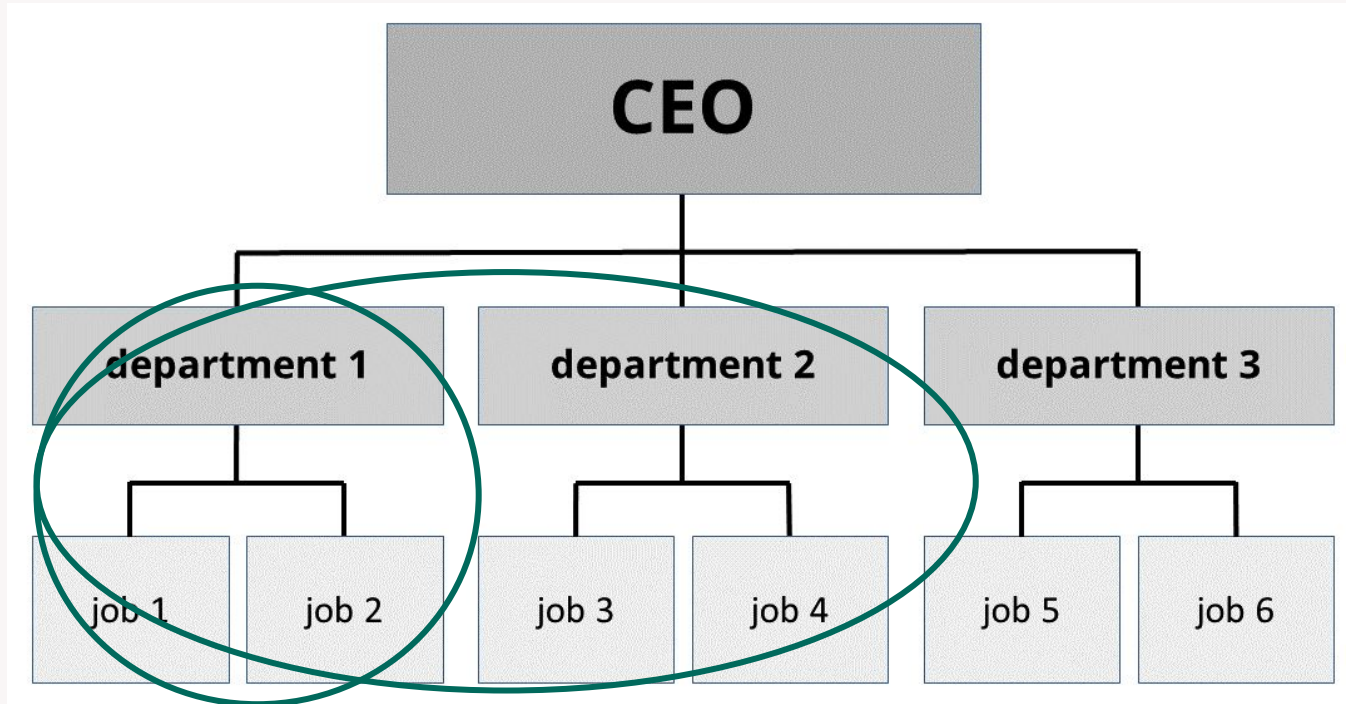 CEO
department 1
department 2
department 3
job 1
job 2
job 3
job 4
job 5
job 6